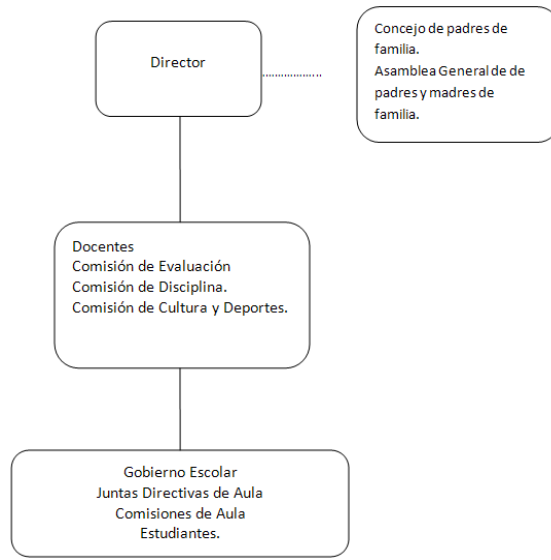 Director
Concejo de padres de
familia.
Asamblea General de de
padres y madres de
familia.
Docentes
Comisión de Evaluación
Comisión de Disciplina.
Comisión de Cultura y Deportes.
Gobierno Escolar
Juntas Directivas de Aula
Comisiones de Aula
Estudiantes.